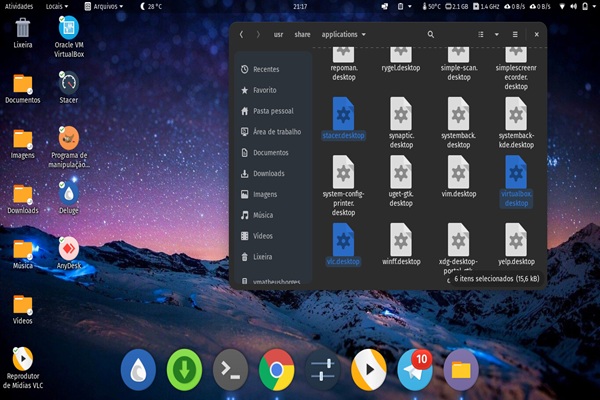 Atividades Locais Arquivos 28 °C 21:17 50°C 2.1 GB 1.4 GHz 0 B/s 0 B/s
Lixeira
Oracle VM
VirtualBox
Documentos
Stacer
Imagens
Programa de
manipulação...
Downloads
Deluge
Música
AnyDesk
Vídeos
Reprodutor
de Mídias VLC
usr share applications
Recentes
Favorito
Pasta pessoal
Área de trabalho
Documentos
Downloads
Imagens
Música
Vídeos
Lixeira
repoman.
desktop
rygel.desktop
simple-scan.
desktop
simplescreenr
ecorder.
desktop
stacer.desktop
synaptic.
desktop
systemback.
desktop
systemback-
kde.desktop
system-config-
printer.
desktop
uget-gtk.
desktop
vim.desktop
virtualbox.
desktop
vlc.desktop
winff.desktop
xdg-desktop-
yelp.desktop
6 itens selecionados (15,6 kB)
10